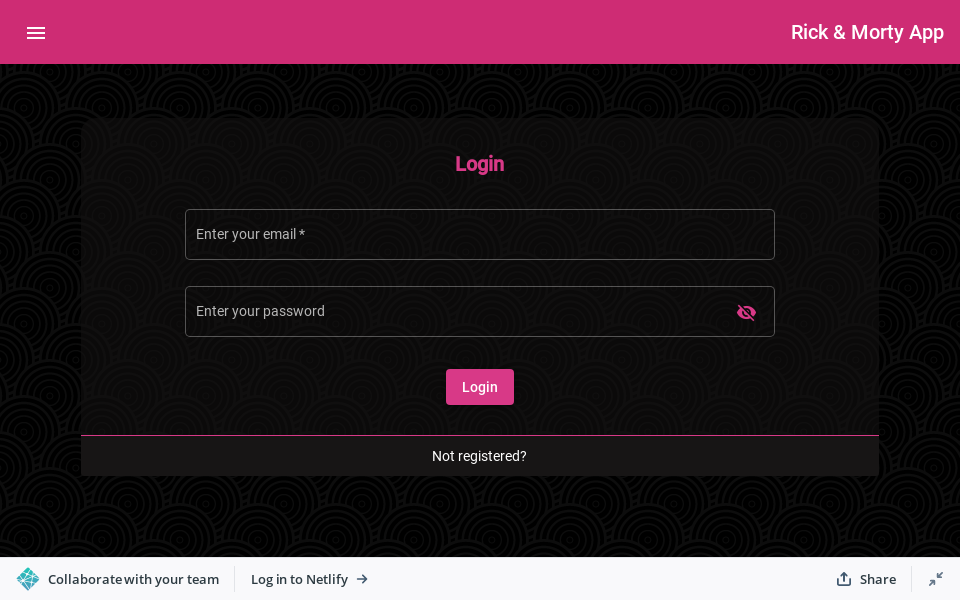 Rick & Morty App
Login
Enter your email *
Enter your password
Login
Not registered?
Collaborate with your team
Log in to Netlify →
Share